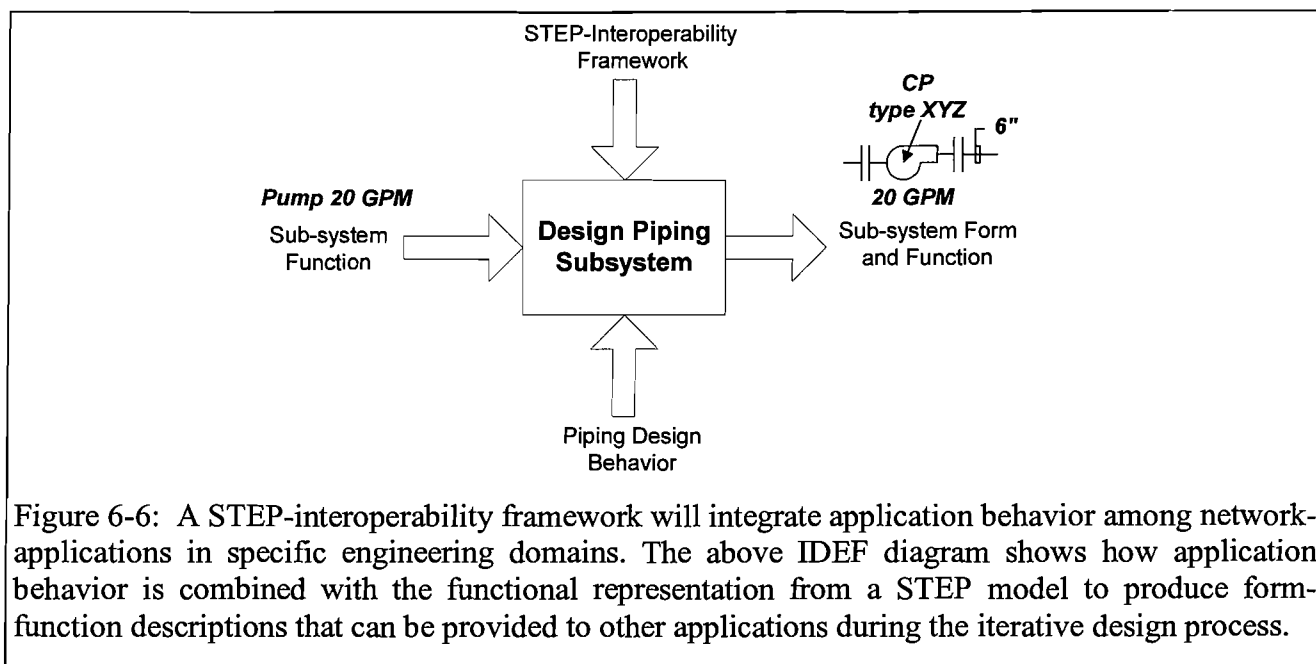 STEP-Interoperability
Framework
CP
type XYZ
6"
20 GPM
Sub-system Form
and Function
Pump 20 GPM
Sub-system
Function
Design Piping
Subsystem
Piping Design
Behavior
Figure 6-6: A STEP-interoperability framework will integrate application behavior among network-
applications in specific engineering domains. The above IDEF diagram shows how application
behavior is combined with the functional representation from a STEP model to produce form-
function descriptions that can be provided to other applications during the iterative design process.